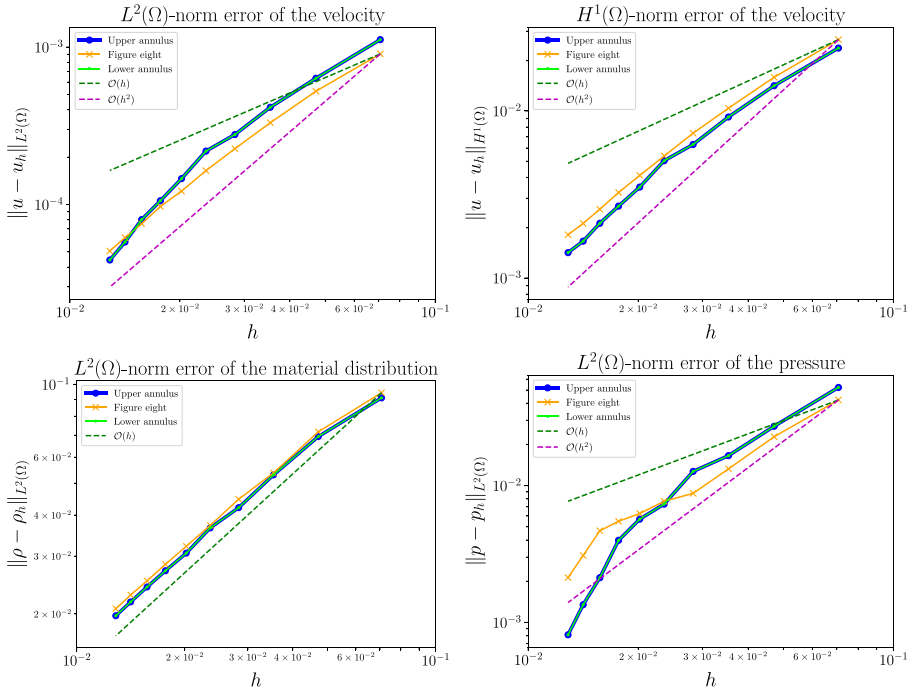 L²(Ω)-norm error of the velocity
10⁻³
10⁻⁴
‖u − u_h‖_{L²(Ω)}
Upper annulus
Figure eight
Lower annulus
𝒪(h)
𝒪(h²)
10⁻²
2 × 10⁻²
3 × 10⁻²
4 × 10⁻²
6 × 10⁻²
10⁻¹
h
H¹(Ω)-norm error of the velocity
10⁻²
10⁻³
‖u − u_h‖_{H¹(Ω)}
Upper annulus
Figure eight
Lower annulus
𝒪(h)
𝒪(h²)
10⁻²
2 × 10⁻²
3 × 10⁻²
4 × 10⁻²
6 × 10⁻²
10⁻¹
h
L²(Ω)-norm error of the material distribution
10⁻¹
6 × 10⁻²
4 × 10⁻²
3 × 10⁻²
2 × 10⁻²
‖ρ − ρ_h‖_{L²(Ω)}
Upper annulus
Figure eight
Lower annulus
𝒪(h)
10⁻²
2 × 10⁻²
3 × 10⁻²
4 × 10⁻²
6 × 10⁻²
10⁻¹
h
L²(Ω)-norm error of the pressure
10⁻²
10⁻³
‖p − p_h‖_{L²(Ω)}
Upper annulus
Figure eight
Lower annulus
𝒪(h)
𝒪(h²)
10⁻²
2 × 10⁻²
3 × 10⁻²
4 × 10⁻²
6 × 10⁻²
10⁻¹
h